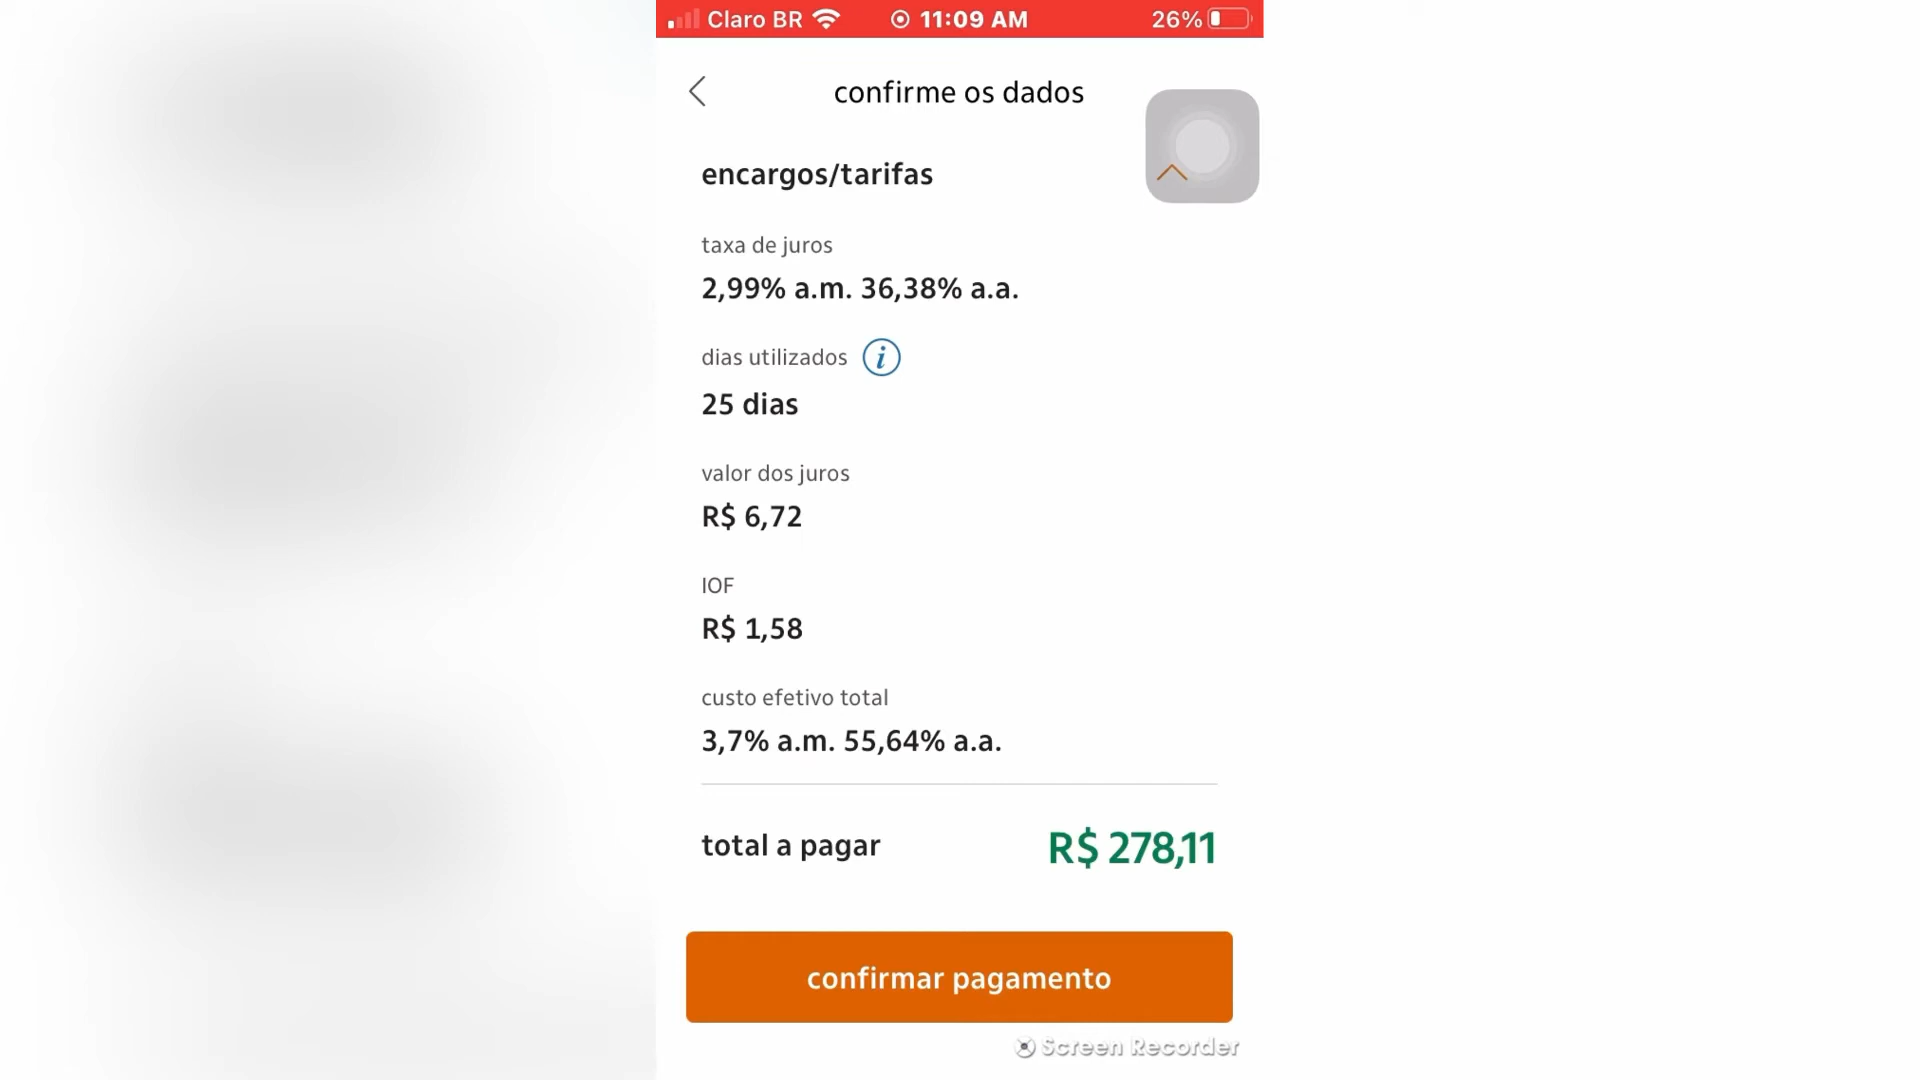 Claro BR 11:09 AM 26%
confirme os dados
encargos/tarifas
taxa de juros
2,99% a.m. 36,38% a.a.
dias utilizados i
25 dias
valor dos juros
R$ 6,72
IOF
R$ 1,58
custo efetivo total
3,7% a.m. 55,64% a.a.
total a pagar R$ 278,11
confirmar pagamento
Screen Recorder